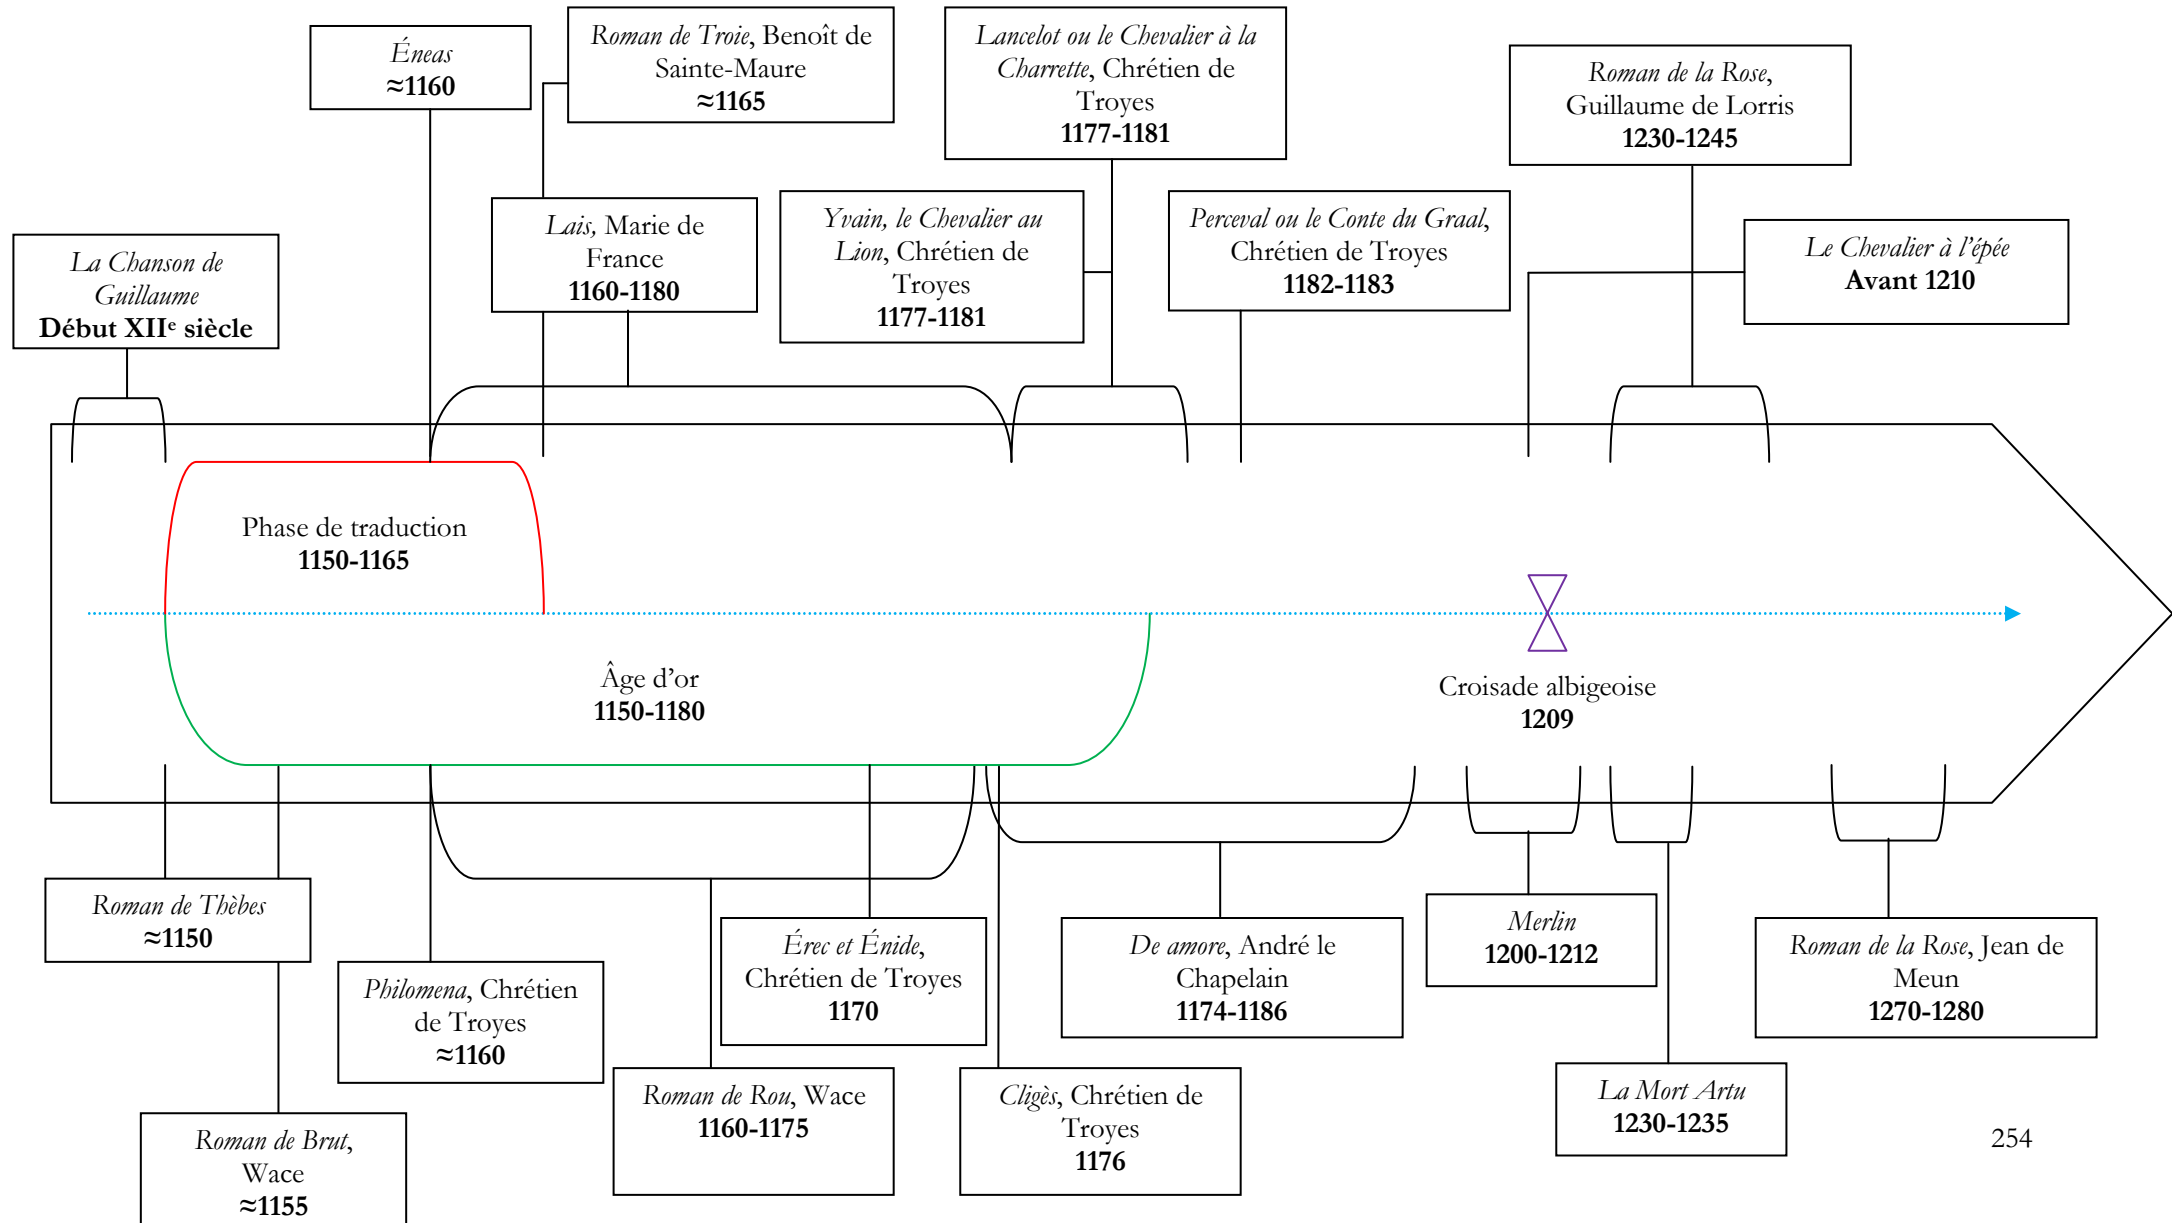 Éneas
≈1160
Roman de Troie, Benoît de
Sainte-Maure
≈1165
Lancelot ou le Chevalier à la
Charrette, Chrétien de
Troyes
1177-1181
Roman de la Rose,
Guillaume de Lorris
1230-1245
La Chanson de
Guillaume
Début XIIe siècle
Lais, Marie de
France
1160-1180
Yvain, le Chevalier au
Lion, Chrétien de
Troyes
1177-1181
Perceval ou le Conte du Graal,
Chrétien de Troyes
1182-1183
Le Chevalier à l’épée
Avant 1210
Phase de traduction
1150-1165
Âge d’or
1150-1180
Croisade albigeoise
1209
Roman de Thèbes
≈1150
Philomena, Chrétien
de Troyes
≈1160
Érec et Énide,
Chrétien de Troyes
1170
De amore, André le
Chapelain
1174-1186
Merlin
1200-1212
Roman de la Rose, Jean de
Meun
1270-1280
Roman de Brut,
Wace
≈1155
Roman de Rou, Wace
1160-1175
Cligès, Chrétien de
Troyes
1176
La Mort Artu
1230-1235
254